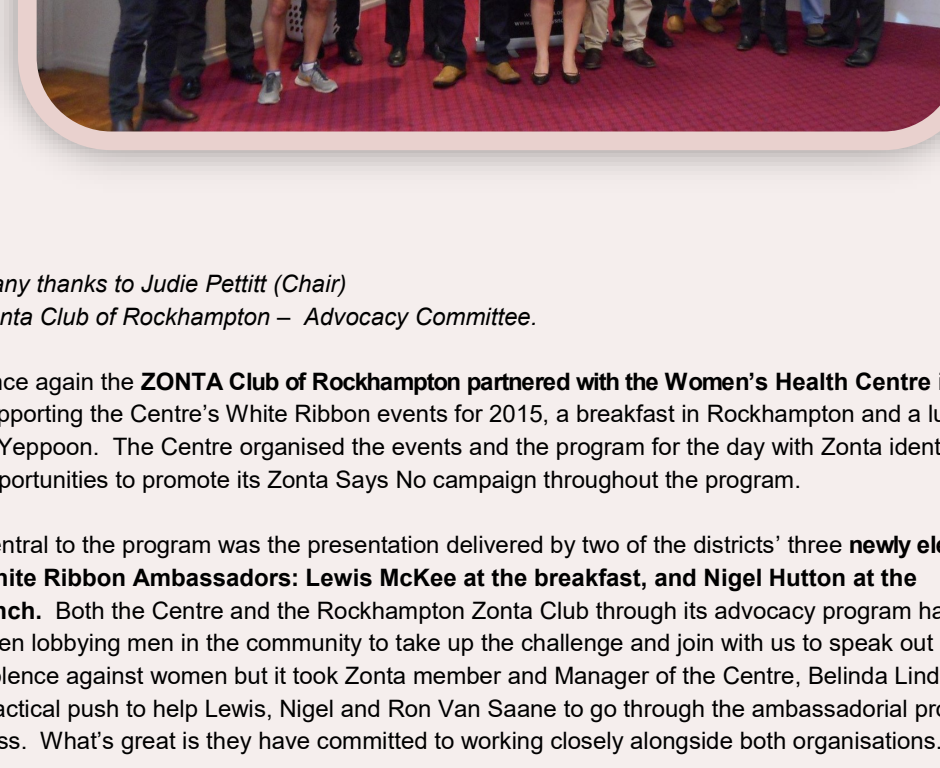 any thanks to Judie Pettitt (Chair)
nta Club of Rockhampton –  Advocacy Committee.
nce again the ZONTA Club of Rockhampton partnered with the Women’s Health Centre i
pporting the Centre’s White Ribbon events for 2015, a breakfast in Rockhampton and a lu
Yeppoon.  The Centre organised the events and the program for the day with Zonta ident
portunities to promote its Zonta Says No campaign throughout the program.
entral to the program was the presentation delivered by two of the districts’ three newly ele
hite Ribbon Ambassadors: Lewis McKee at the breakfast, and Nigel Hutton at the
nch.  Both the Centre and the Rockhampton Zonta Club through its advocacy program ha
en lobbying men in the community to take up the challenge and join with us to speak out
olence against women but it took Zonta member and Manager of the Centre, Belinda Lind
actical push to help Lewis, Nigel and Ron Van Saane to go through the ambassadorial pro
ss.  What’s great is they have committed to working closely alongside both organisations.